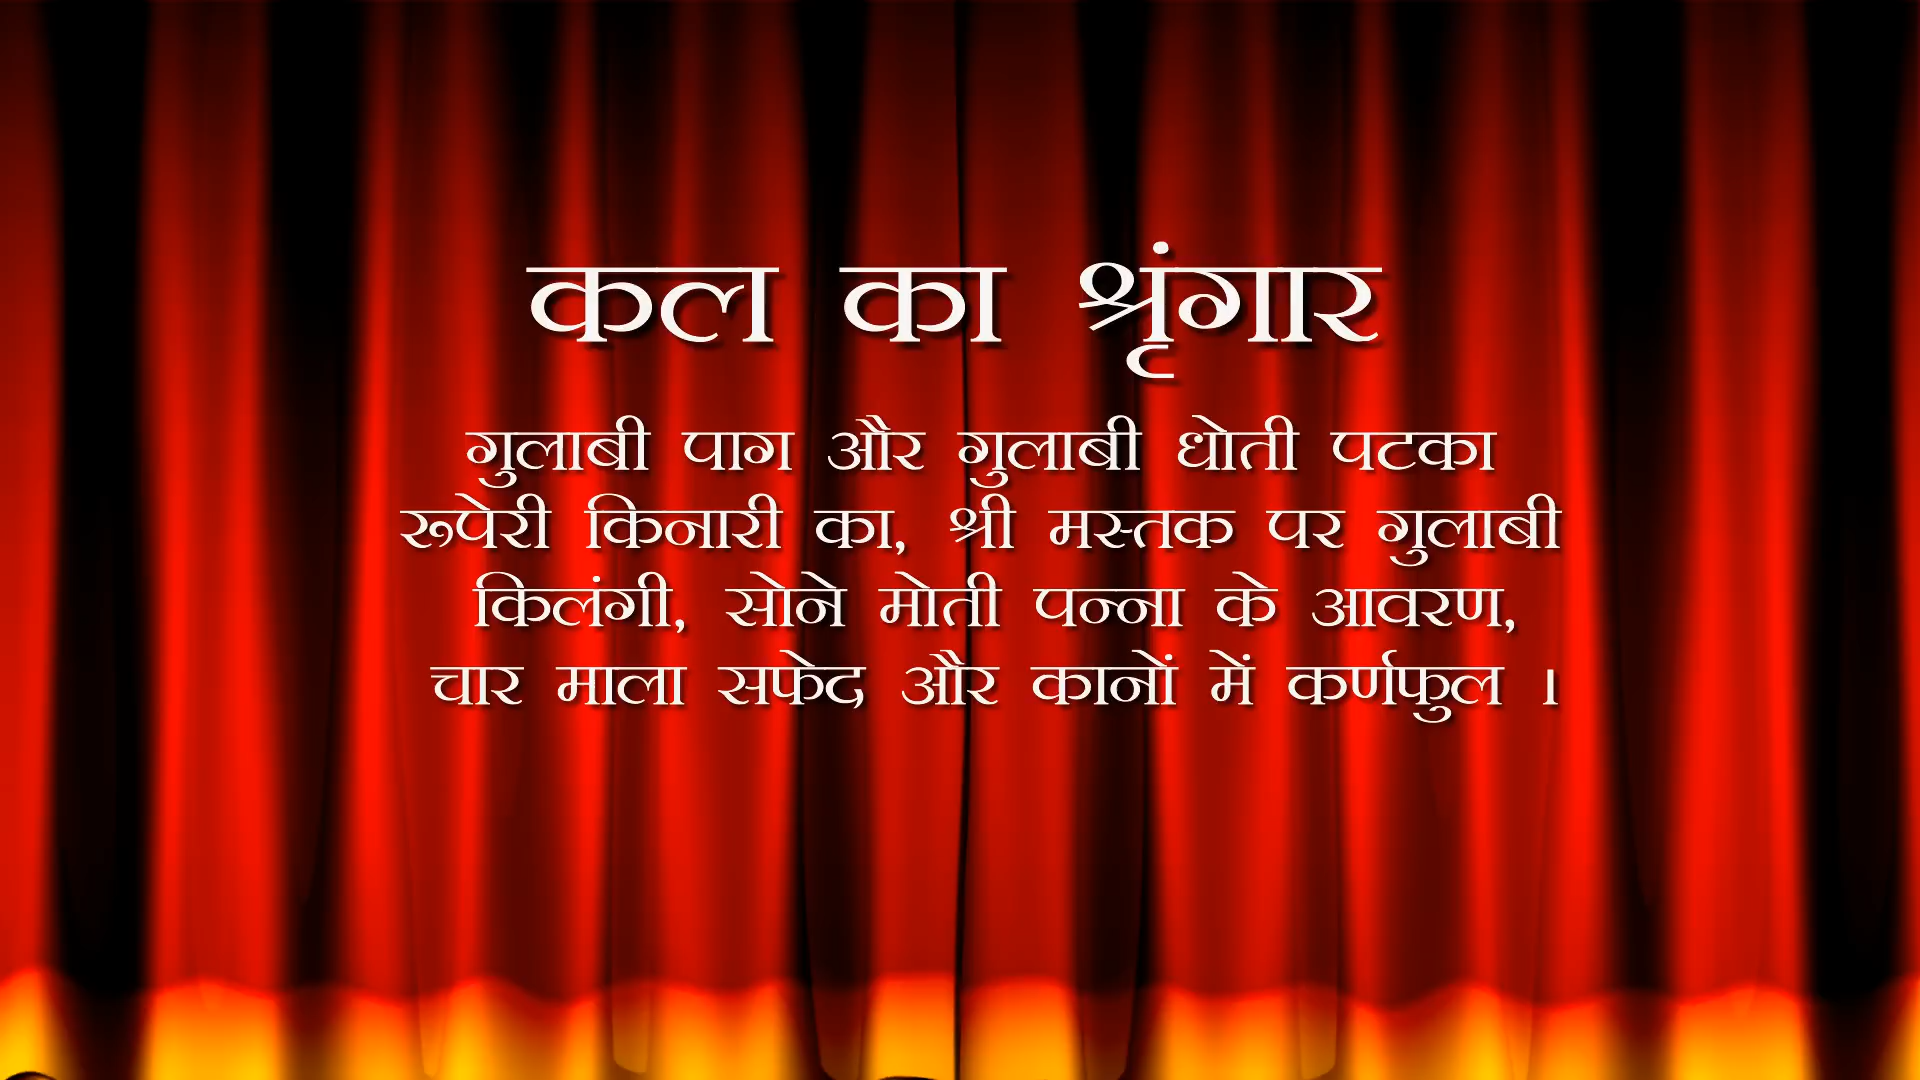 कल का श्रृंगार
गुलाबी पाग और गुलाबी धोती पटका
रूपेरी किनारी का, श्री मस्तक पर गुलाबी
किलंगी, सोने मोती पन्ना के आवरण,
चार माला सफेद और कानों में कर्णफुल ।